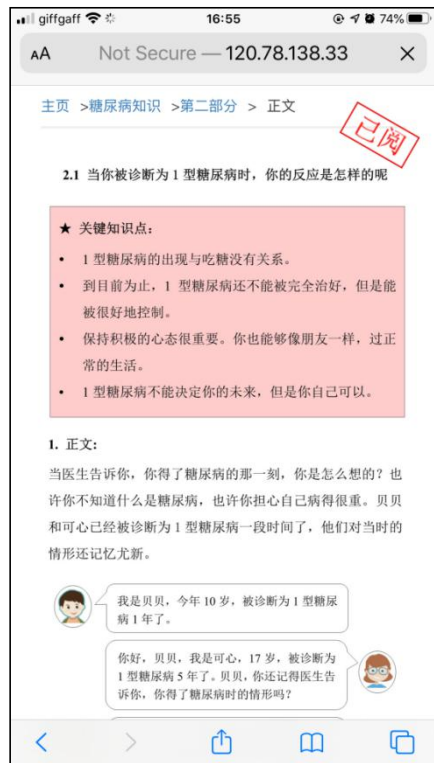 giffgaff 16:55 74%
AA Not Secure — 120.78.138.33
主页 >糖尿病知识 >第二部分 > 正文
已阅
2.1 当你被诊断为 1 型糖尿病时，你的反应是怎样的呢
★ 关键知识点：
• 1 型糖尿病的出现与吃糖没有关系。
• 到目前为止，1 型糖尿病还不能被完全治好，但是能
被很好地控制。
• 保持积极的心态很重要。你也能够像朋友一样，过正
常的生活。
• 1 型糖尿病不能决定你的未来，但是你自己可以。
1. 正文：
当医生告诉你，你得了糖尿病的那一刻，你是怎么想的？也
许你不知道什么是糖尿病，也许你担心自己病得很重。贝贝
和可心已经被诊断为 1 型糖尿病一段时间了，他们对当时的
情形还记忆尤新。
我是贝贝，今年 10 岁，被诊断为 1 型糖尿
病 1 年了。
你好，贝贝，我是可心，17 岁，被诊断为
1 型糖尿病 5 年了。贝贝，你还记得医生告
诉你，你得了糖尿病时的情形吗？